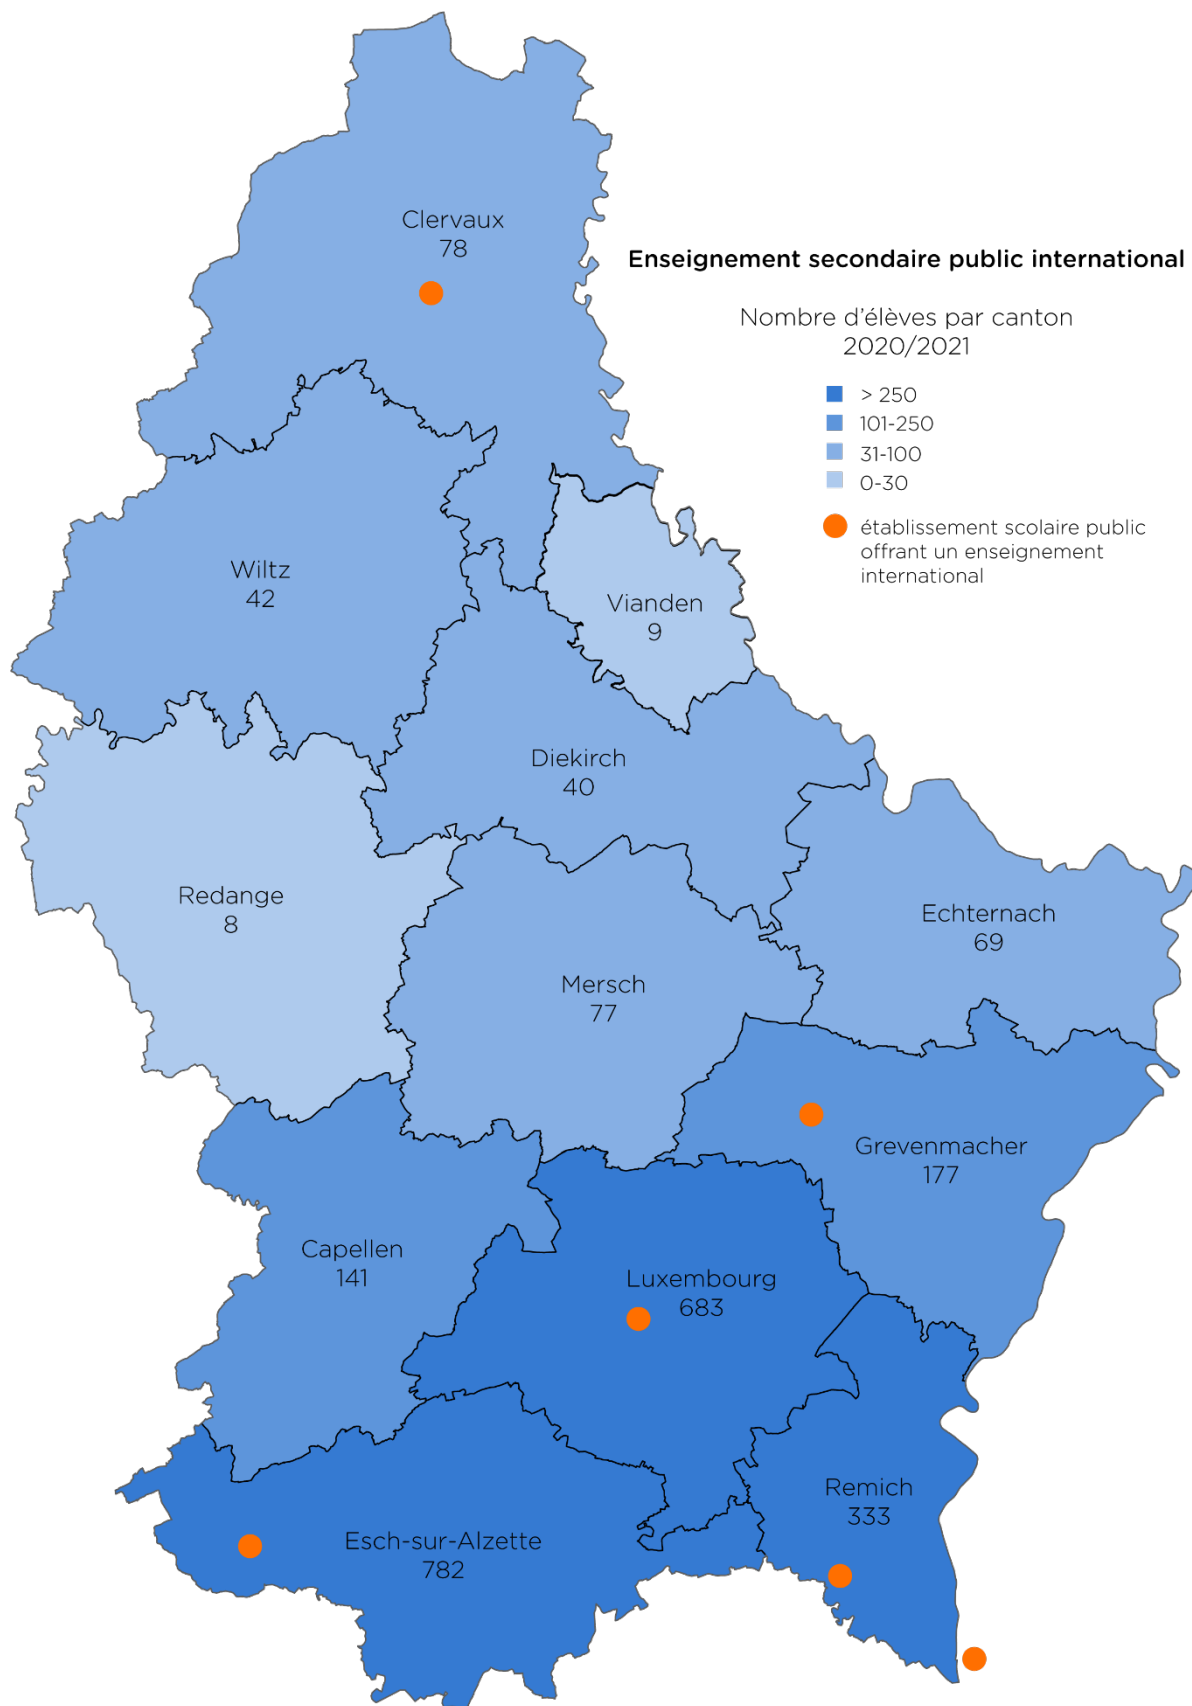 Clervaux
78
Enseignement secondaire public international
Nombre d'élèves par canton
2020/2021
> 250
101-250
31-100
0-30
établissement scolaire public
offrant un enseignement
international
Wiltz
42
Vianden
9
Diekirch
40
Redange
8
Echternach
69
Mersch
77
Grevenmacher
177
Capellen
141
Luxembourg
683
Remich
333
Esch-sur-Alzette
782